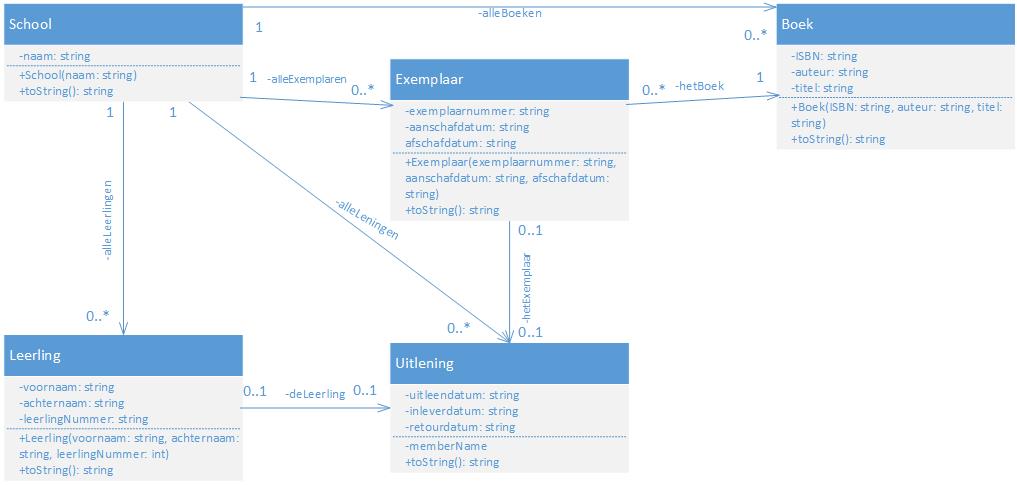 School
-naam: string
+School(naam: string)
+toString(): string
1
-alleBoeken
0..*
Boek
-ISBN: string
-auteur: string
-titel: string
+Boek(ISBN: string, auteur: string, titel:
string)
+toString(): string
1
-alleExemplaren
0..*
Exemplaar
-exemplaarnummer: string
-aanschafdatum: string
afschafdatum: string
+Exemplaar(exemplaarnummer: string,
aanschafdatum: string, afschafdatum:
string)
+toString(): string
0..*
-hetBoek
1
1
-alleLeerlingen
0..*
1
-alleLeningen
0..*
0..1
-hetExemplaar
0..1
Leerling
-voornaam: string
-achternaam: string
-leerlingNummer: string
+Leerling(voornaam: string, achternaam:
string, leerlingNummer: int)
+toString(): string
0..1
-deLeerling
0..1
Uitlening
-uitleendatum: string
-inleverdatum: string
-retourdatum: string
-memberName
+toString(): string